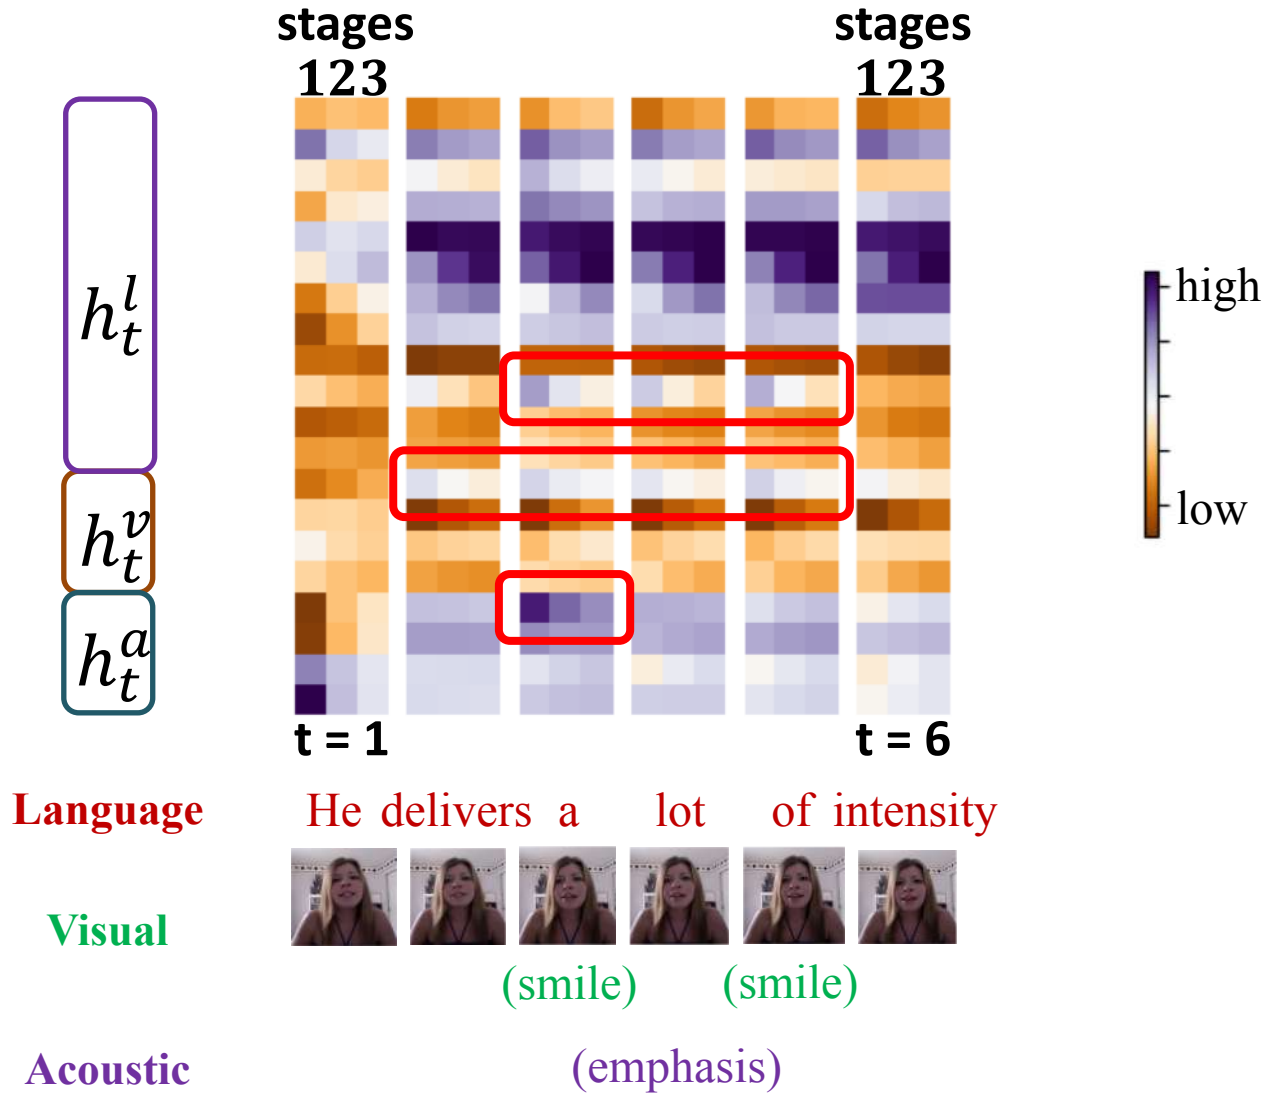 stages stages
123 123
h_t^l
high
low
h_t^v
h_t^a
t = 1 t = 6
Language He delivers a lot of intensity
Visual
(smile) (smile)
Acoustic (emphasis)